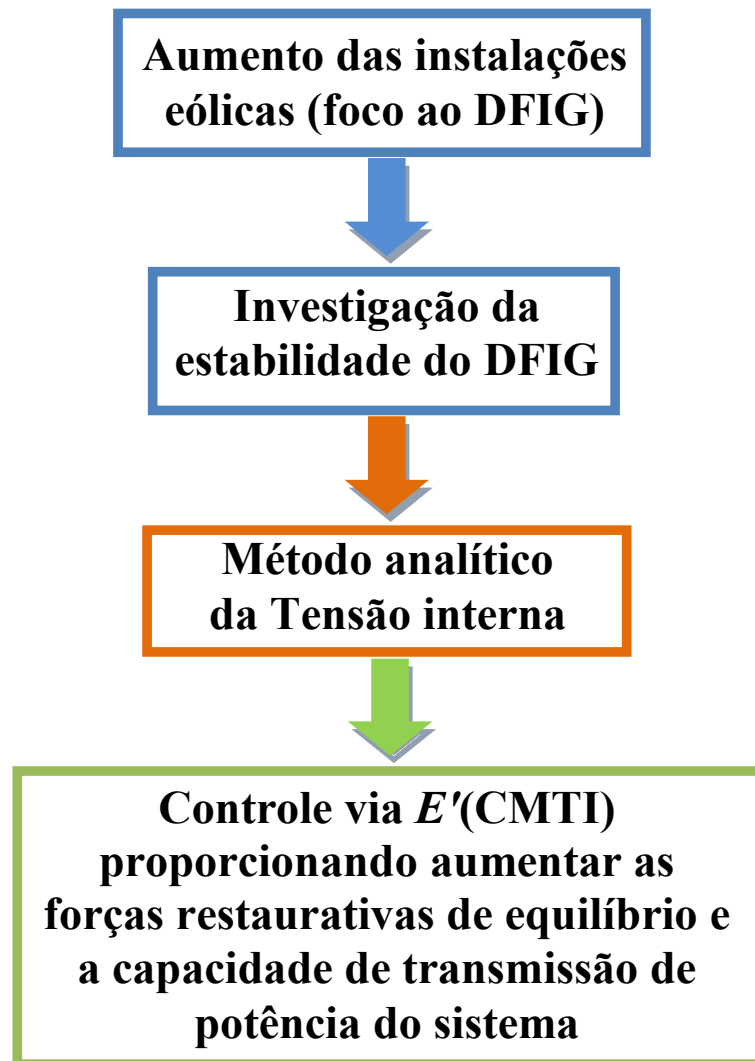 Aumento das instalações
eólicas (foco ao DFIG)
Investigação da
estabilidade do DFIG
Método analítico
da Tensão interna
Controle via E'(CMTI)
proporcionando aumentar as
forças restaurativas de equilíbrio e
a capacidade de transmissão de
potência do sistema